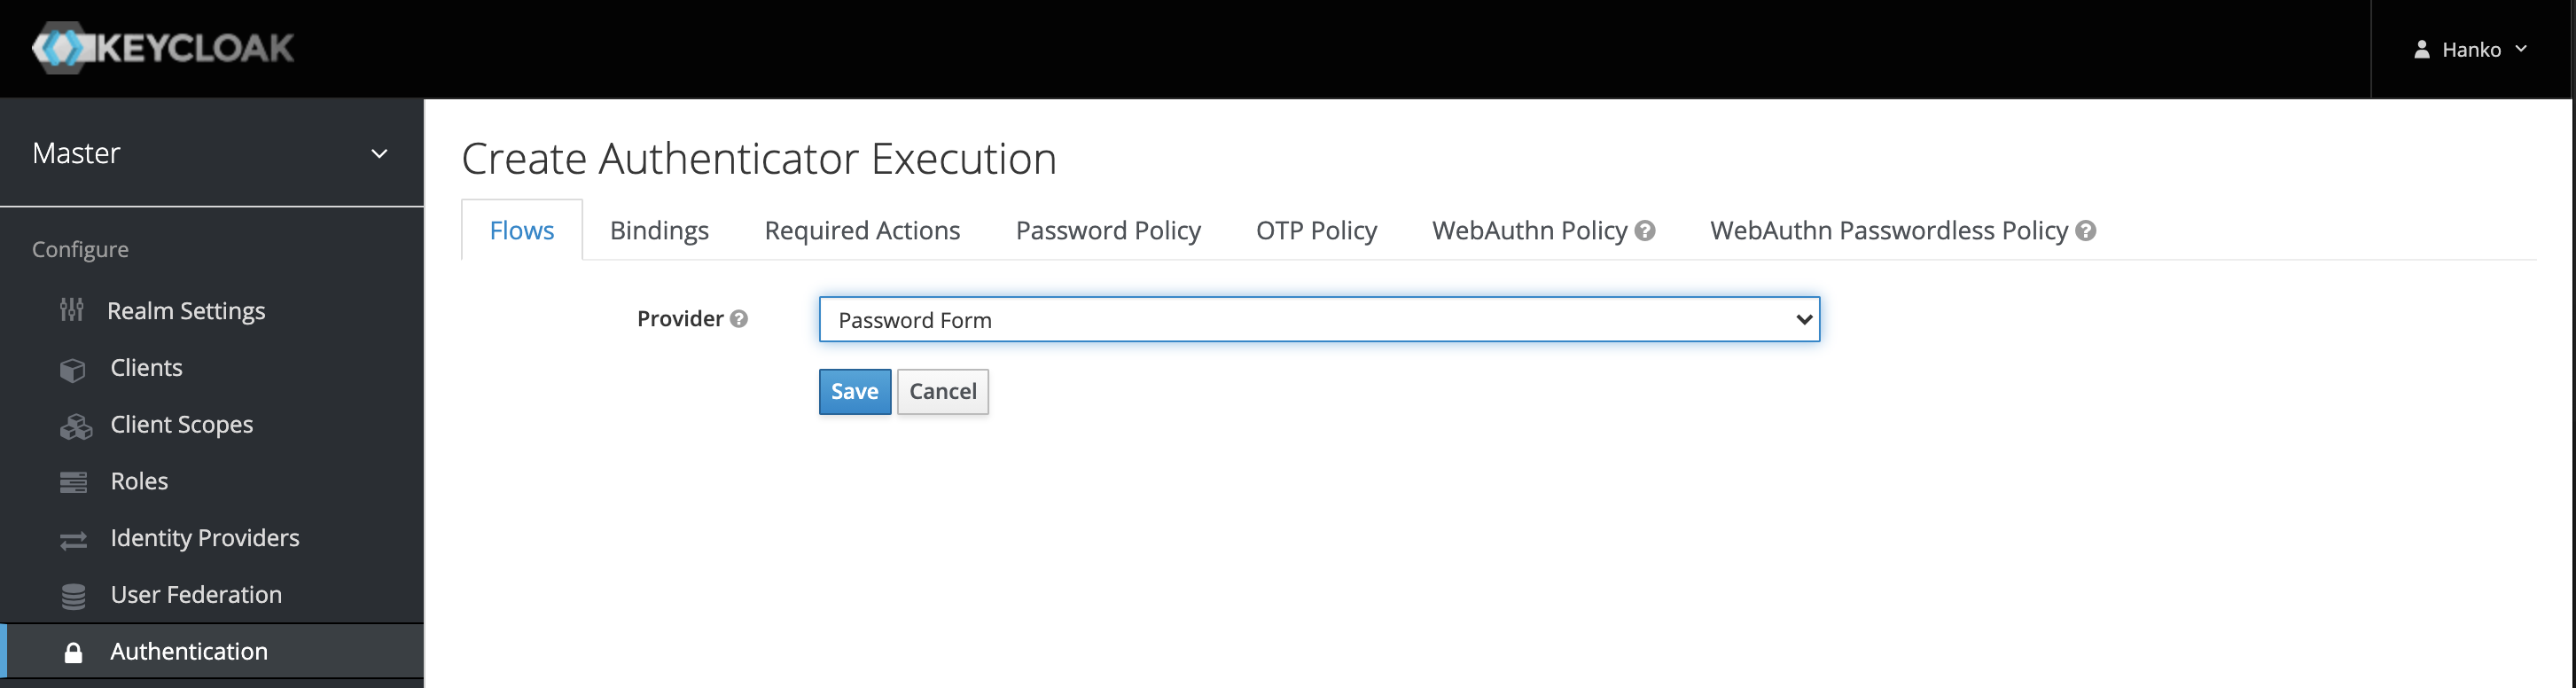 KEYCLOAK
Hanko
Master
Configure
Realm Settings
Clients
Client Scopes
Roles
Identity Providers
User Federation
Authentication
Create Authenticator Execution
Flows Bindings Required Actions Password Policy OTP Policy WebAuthn Policy ? WebAuthn Passwordless Policy ?
Provider ? Password Form
Save Cancel